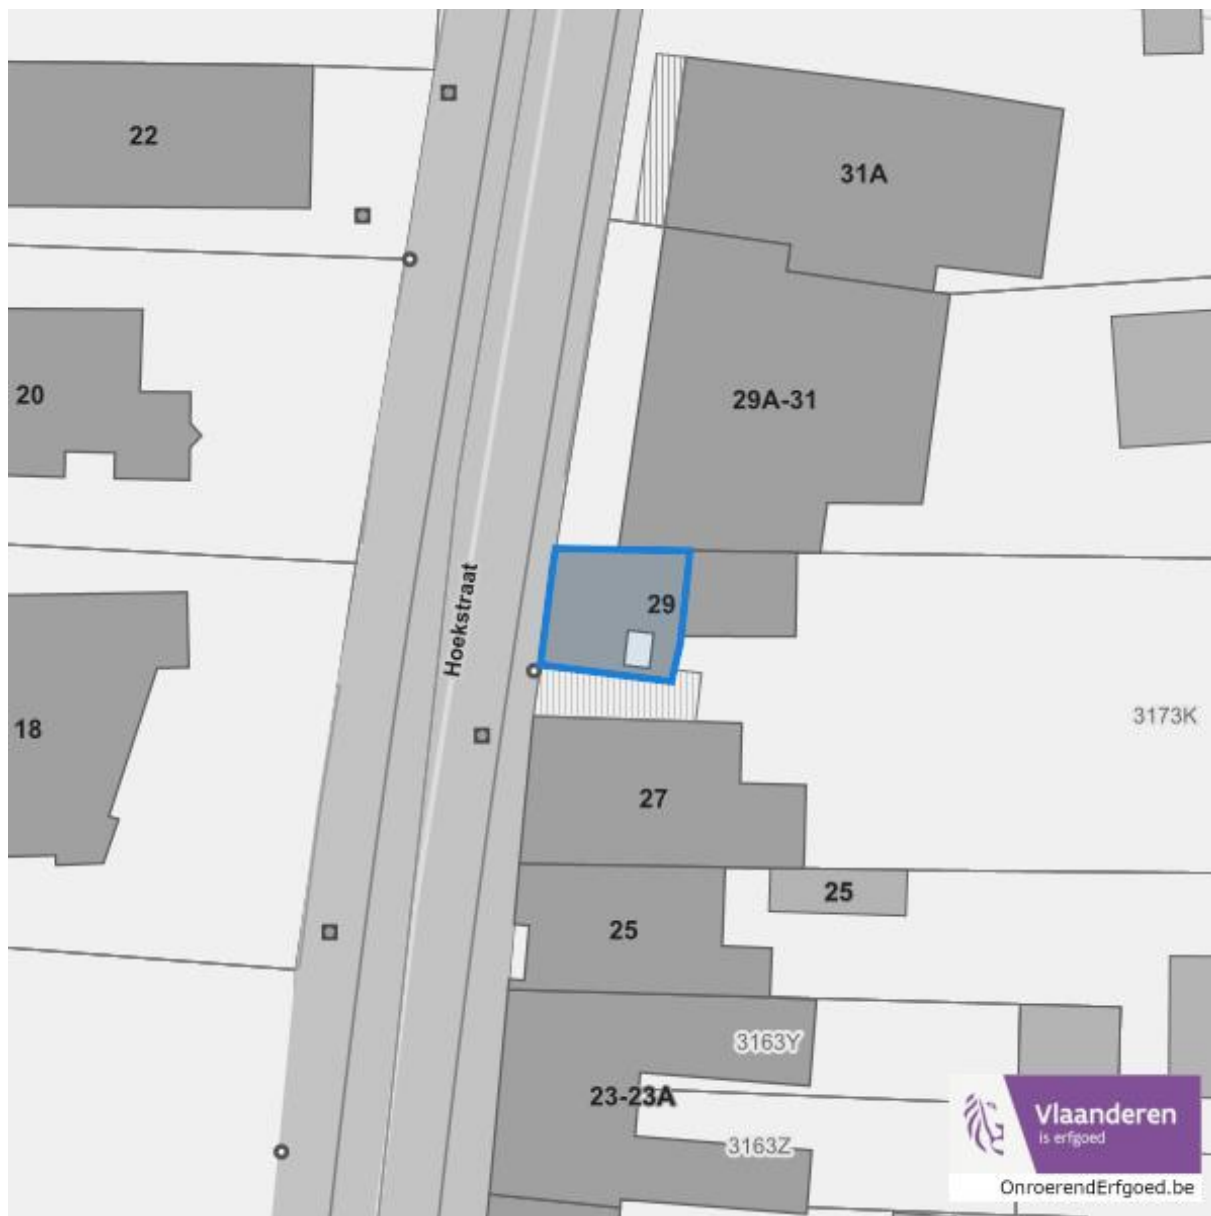 22
31A
20
29A-31
Hoekstraat
29
3173K
18
27
25
25
3163Y
23-23A
3163Z
Vlaanderen
is erfgoed
OnroerendErfgoed.be